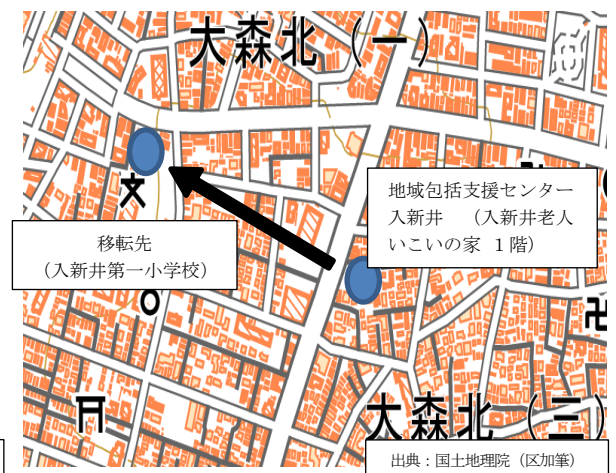 大森北（一）
地域包括支援センター
入新井　（入新井老人
いこいの家 1階）
移転先
（入新井第一小学校）
大森北（三）
出典：国土地理院（区加筆）